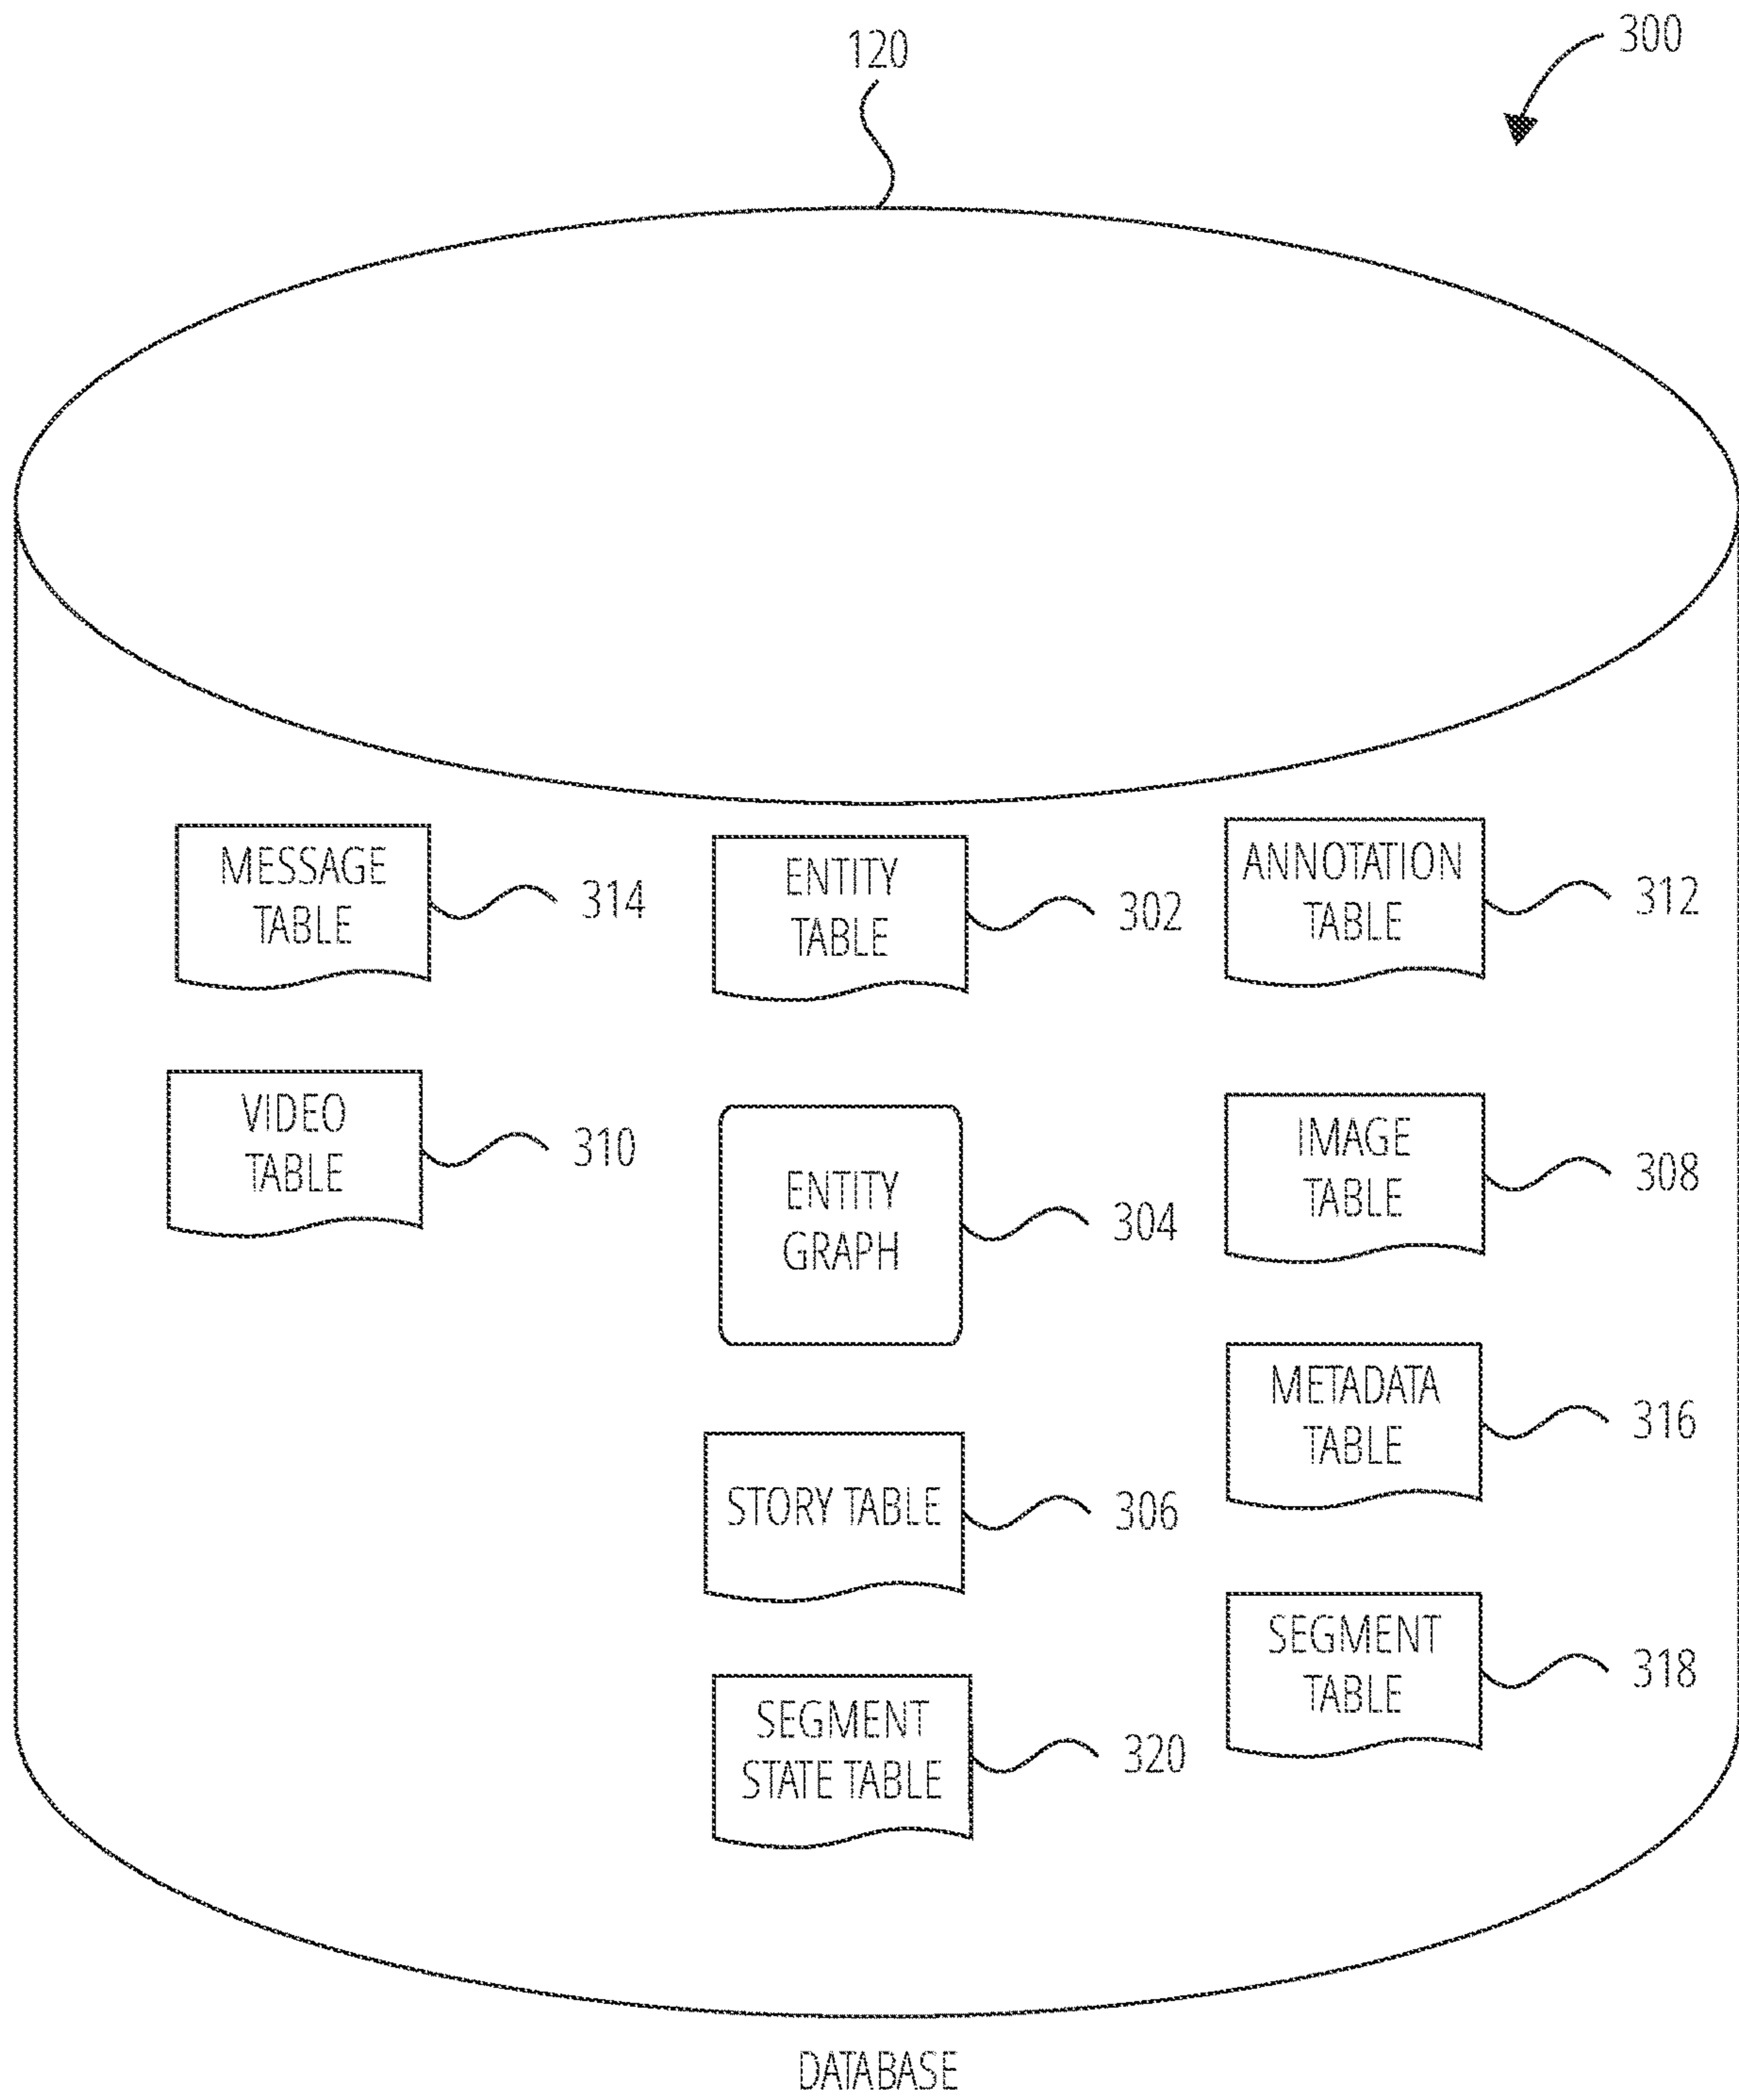 120
300
MESSAGE
TABLE
314
ENTITY
TABLE
302
ANNOTATION
TABLE
312
VIDEO
TABLE
310
ENTITY
GRAPH
304
IMAGE
TABLE
308
METADATA
TABLE
316
STORY TABLE
306
SEGMENT
TABLE
318
SEGMENT
STATE TABLE
320
DATABASE